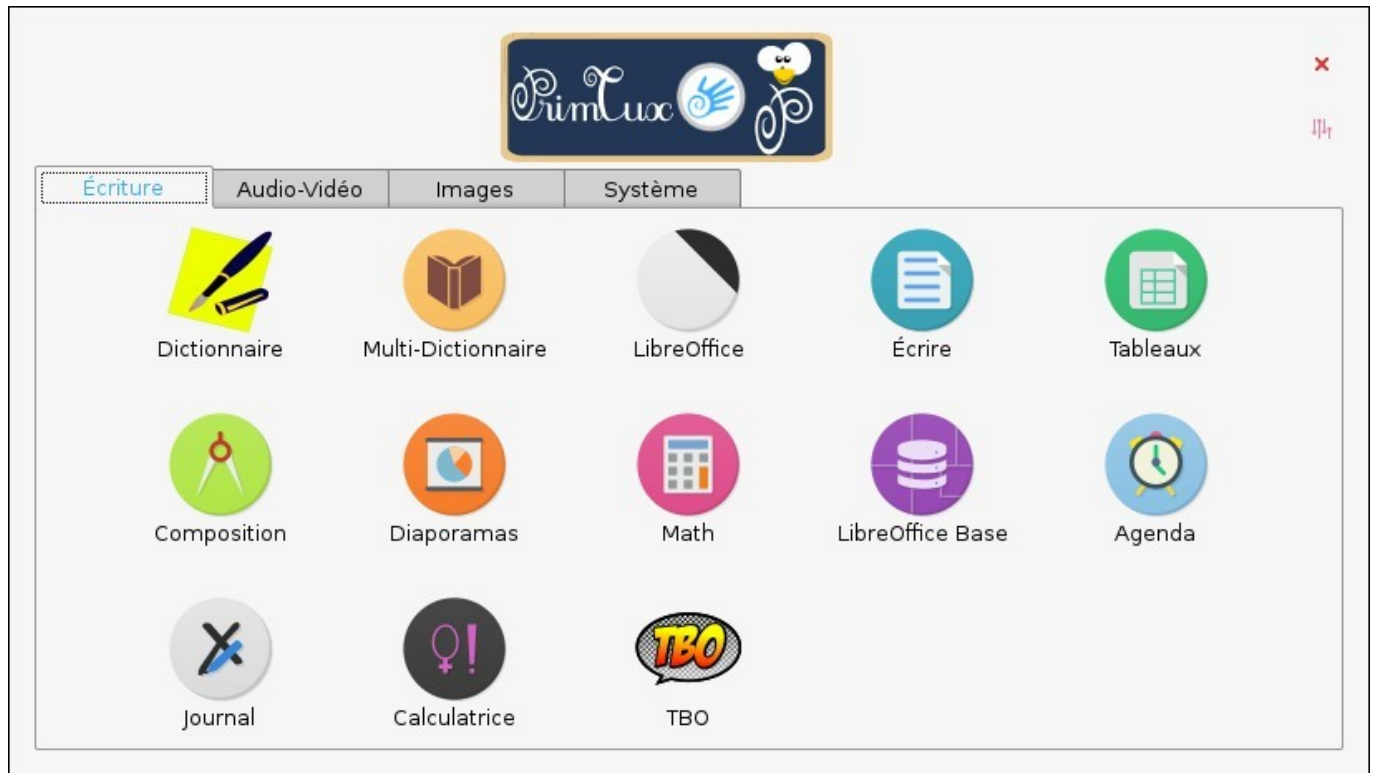 PrimTux
Écriture Audio-Vidéo Images Système
Dictionnaire Multi-Dictionnaire LibreOffice Écrire Tableaux
Composition Diaporamas Math LibreOffice Base Agenda
TBO
Journal Calculatrice TBO